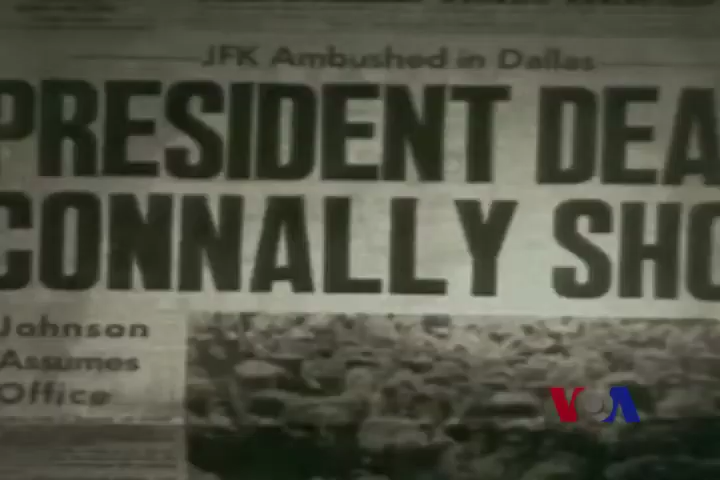 JFK Ambushed in Dallas
PRESIDENT DEA
CONNALLY SHO
Johnson
Assumes
Office
VOA